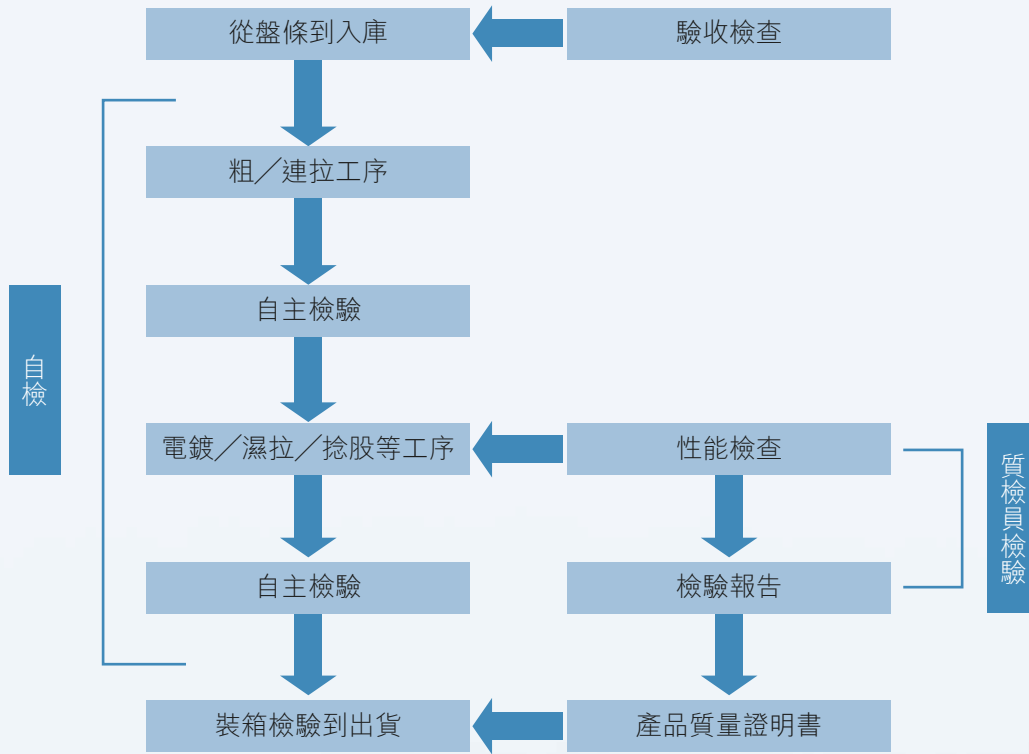 從盤條到入庫
驗收檢查
粗／連拉工序
自主檢驗
自檢
電鍍／濕拉／捻股等工序
性能檢查
質檢員檢驗
自主檢驗
檢驗報告
裝箱檢驗到出貨
產品質量證明書